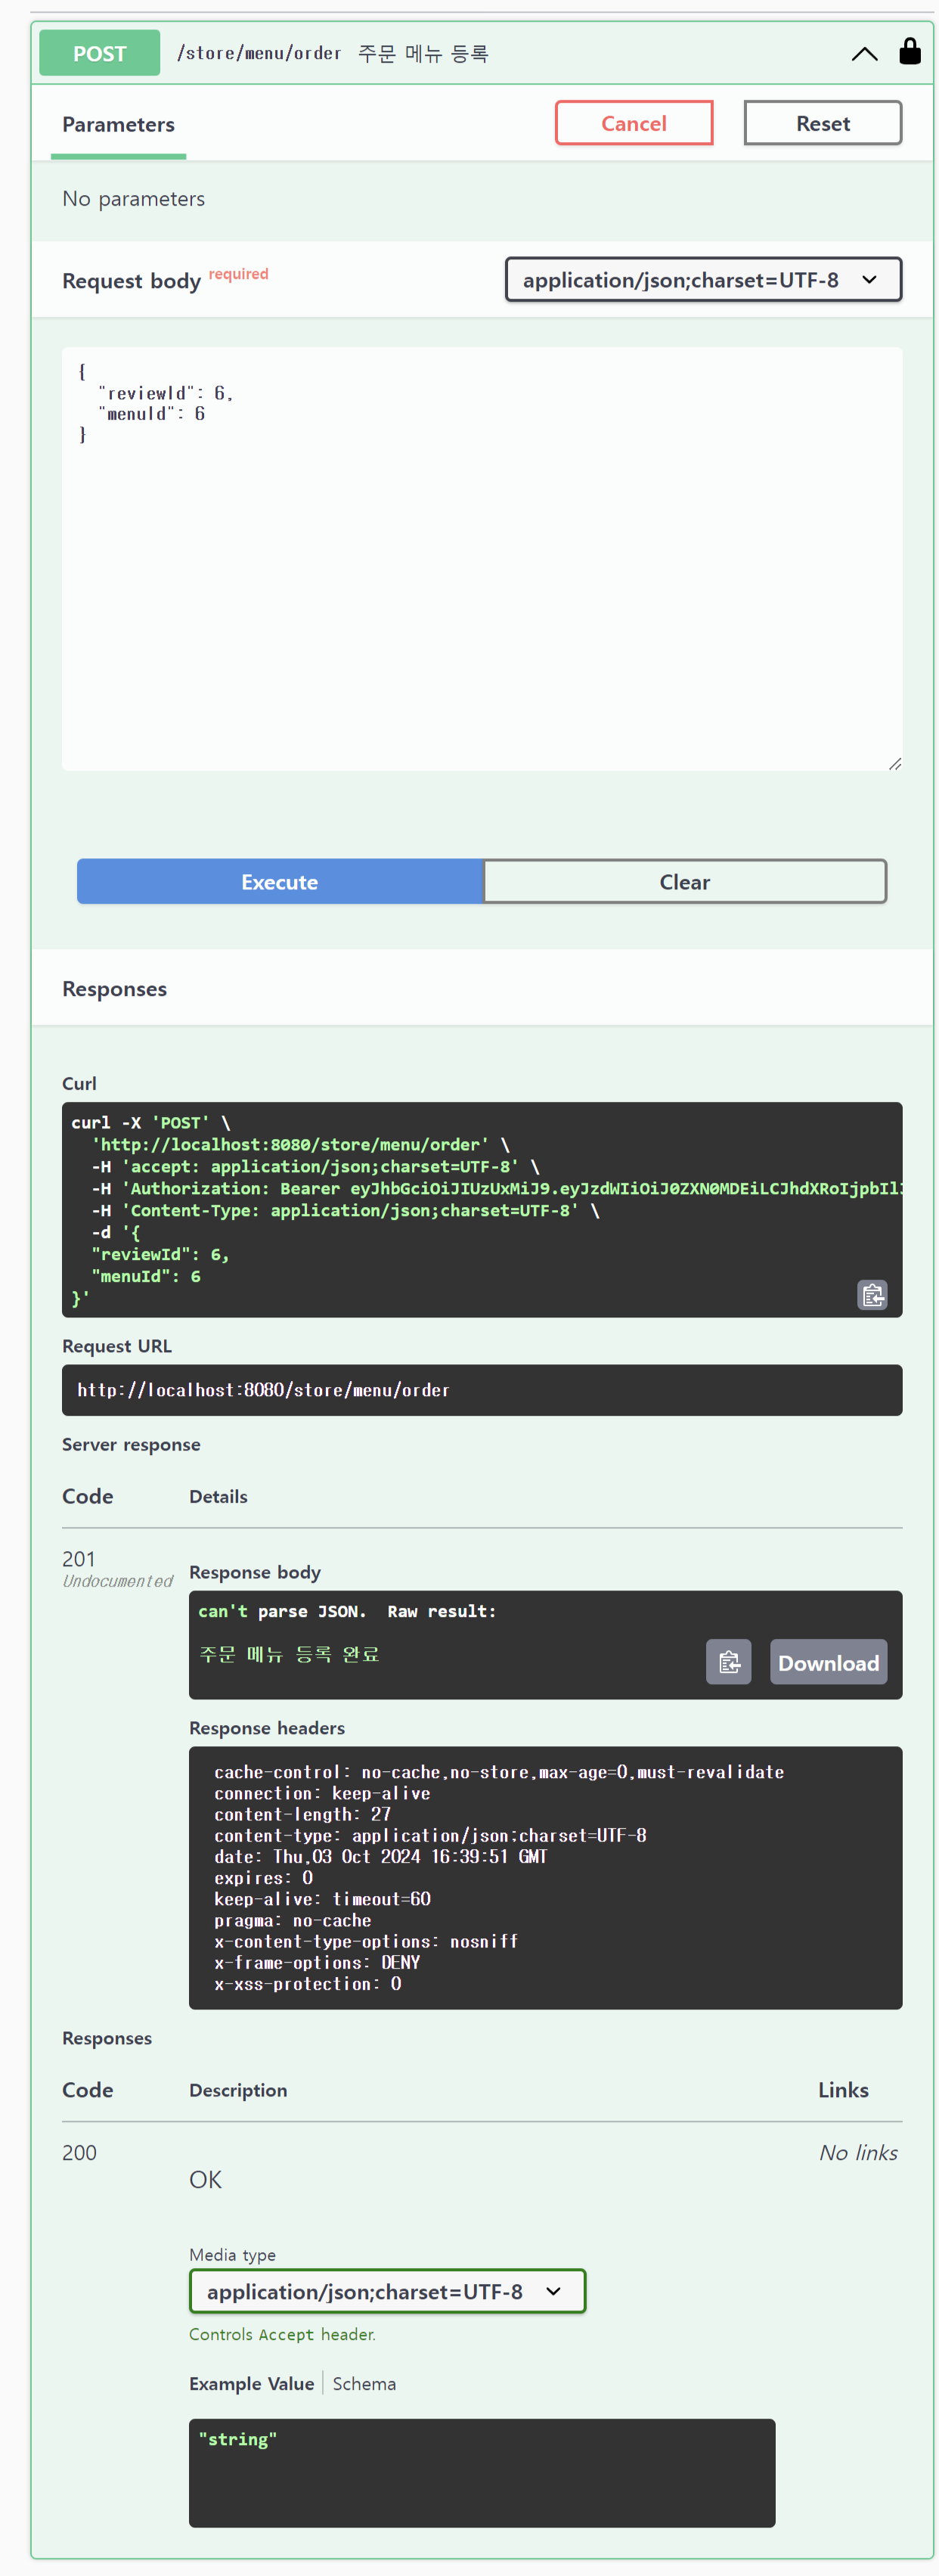 POST /store/menu/order 주문 메뉴 등록
Parameters
Cancel
Reset
No parameters
Request body required
application/json;charset=UTF-8
{
"reviewId": 6,
"menuId": 6
}
Execute
Clear
Responses
Curl
curl -X 'POST' \
'http://localhost:8080/store/menu/order' \
-H 'accept: application/json;charset=UTF-8' \
-H 'Authorization: Bearer eyJhbGciOiJIUzUxMiJ9.eyJzdWIiOiJ0ZXN0MDEiLCJhdXRoIjpbIl
-H 'Content-Type: application/json;charset=UTF-8' \
-d '{
"reviewId": 6,
"menuId": 6
}'
Request URL
http://localhost:8080/store/menu/order
Server response
Code Details
201
Undocumented
Response body
can't parse JSON. Raw result:
주문 메뉴 등록 완료
Download
Response headers
cache-control: no-cache,no-store,max-age=0,must-revalidate
connection: keep-alive
content-length: 27
content-type: application/json;charset=UTF-8
date: Thu,03 Oct 2024 16:39:51 GMT
expires: 0
keep-alive: timeout=60
pragma: no-cache
x-content-type-options: nosniff
x-frame-options: DENY
x-xss-protection: 0
Responses
Code Description Links
200 No links
OK
Media type
application/json;charset=UTF-8
Controls Accept header.
Example Value Schema
"string"